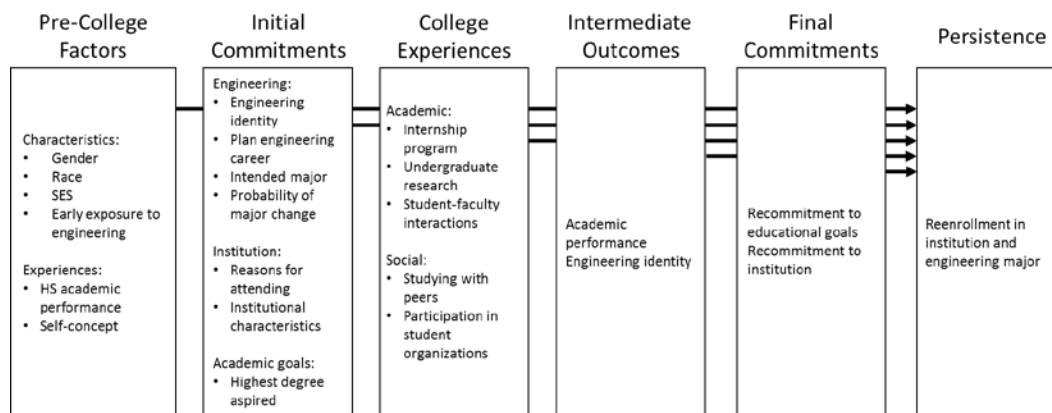 Pre-College
Factors
Characteristics:
• Gender
• Race
• SES
• Early exposure to
engineering
Experiences:
• HS academic
performance
• Self-concept
Initial
Commitments
Engineering:
• Engineering
identity
• Plan engineering
career
• Intended major
• Probability of
major change
Institution:
• Reasons for
attending
• Institutional
characteristics
Academic goals:
• Highest degree
aspired
College
Experiences
Academic:
• Internship
program
• Undergraduate
research
• Student-faculty
interactions
Social:
• Studying with
peers
• Participation in
student
organizations
Intermediate
Outcomes
Academic
performance
Engineering identity
Final
Commitments
Recommitment to
educational goals
Recommitment to
institution
Persistence
Reenrollment in
institution and
engineering major